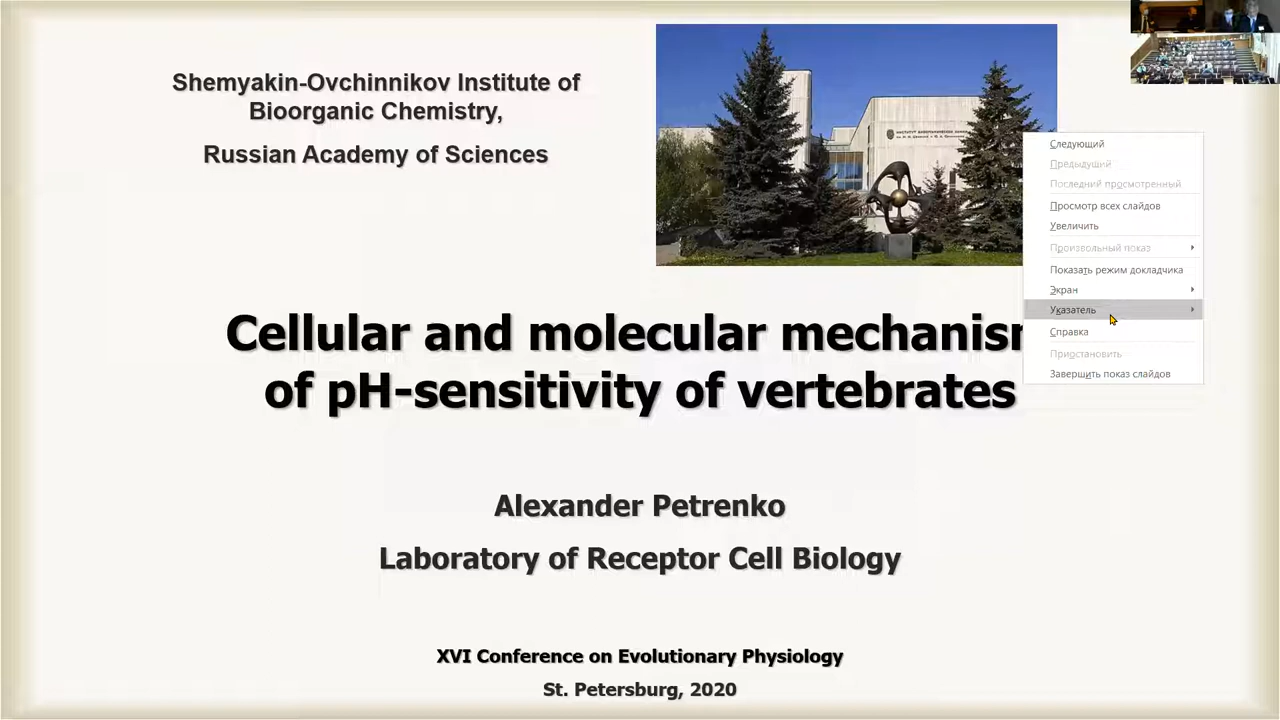 Shemyakin-Ovchinnikov Institute of
Bioorganic Chemistry,
Russian Academy of Sciences
Следующий
Предыдущий
Последний просмотренный
Просмотр всех слайдов
Увеличить
Произвольный показ
Показать режим докладчика
Экран
Указатель
Справка
Приостановить
Завершить показ слайдов
Cellular and molecular
of pH-sensitivity of vertebrates
Alexander Petrenko
Laboratory of Receptor Cell Biology
XVI Conference on Evolutionary Physiology
St. Petersburg, 2020